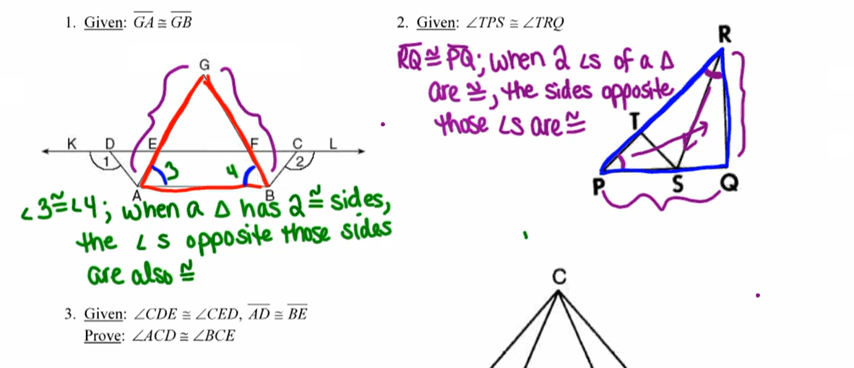 1. Given: GA ≅ GB
G
K D E F C L
1 3 4 2
A B
∠3≅∠4; when a Δ has 2 ≅ sides,
the ∠s opposite those sides
are also ≅
2. Given: ∠TPS ≅ ∠TRQ
RQ≅PQ; when 2 ∠s of a Δ
are ≅, the sides opposite
those ∠s are ≅
R
T
P S Q
3. Given: ∠CDE ≅ ∠CED, AD ≅ BE
Prove: ∠ACD ≅ ∠BCE
C